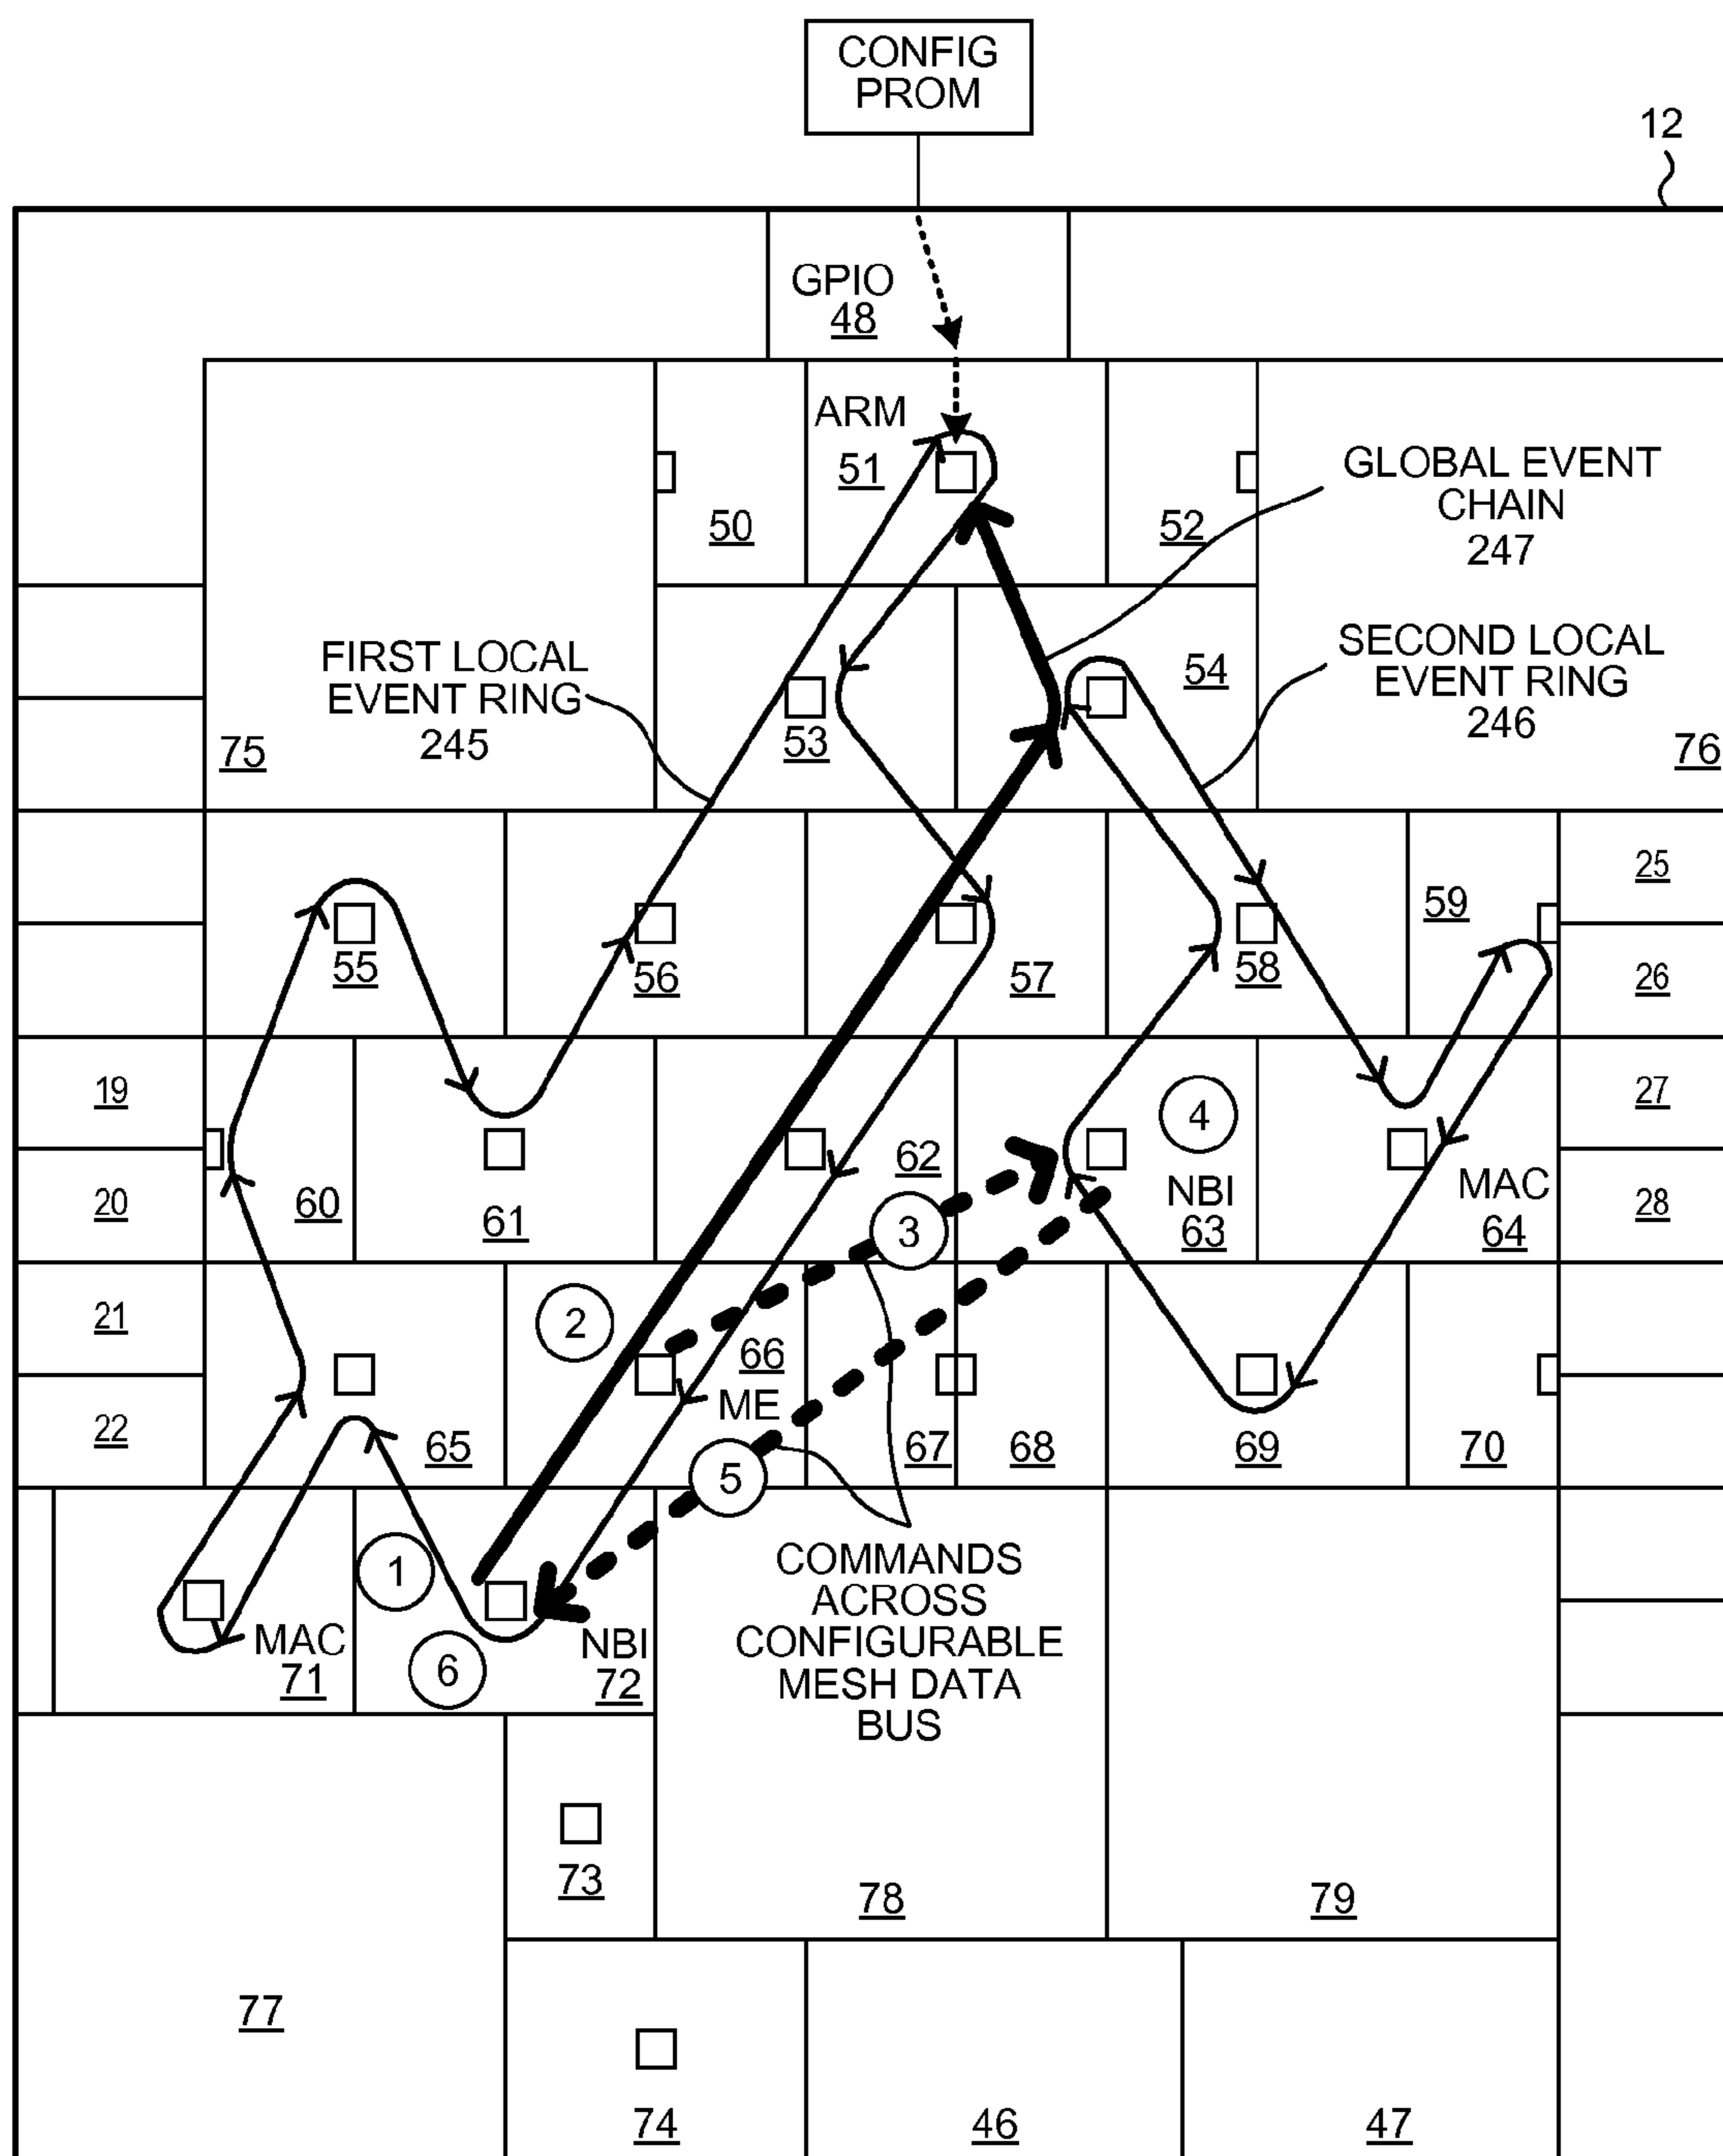 CONFIG
PROM
12
GPIO
48
ARM
51
50
52
GLOBAL EVENT
CHAIN
247
FIRST LOCAL
EVENT RING
245
75
53
54
SECOND LOCAL
EVENT RING
246
76
55
56
57
58
59
25
26
19
20
60
61
62
3
4
NBI
63
MAC
64
27
28
21
22
65
2
66
ME
5
67
68
69
70
1
6
MAC
71
NBI
72
COMMANDS
ACROSS
CONFIGURABLE
MESH DATA
BUS
73
78
79
77
74
46
47